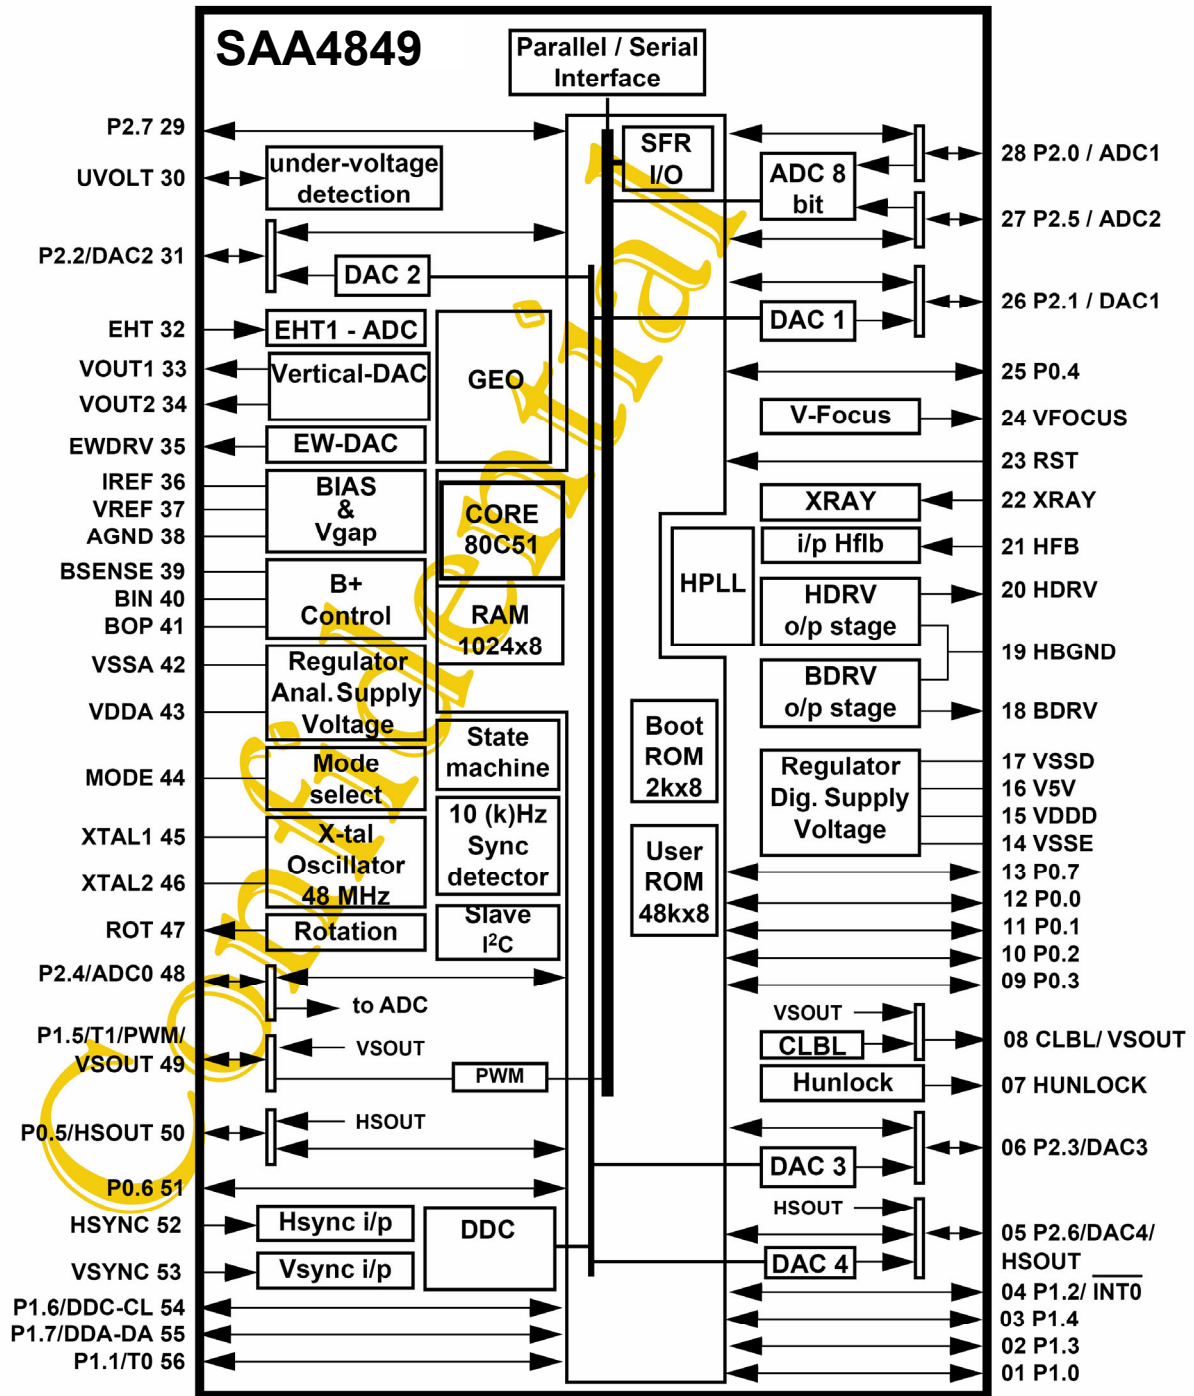 SAA4849
Parallel / Serial
Interface
P2.7 29
UVOLT 30
P2.2/DAC2 31
EHT 32
VOUT1 33
VOUT2 34
EWDRV 35
IREF 36
VREF 37
AGND 38
BSENSE 39
BIN 40
BOP 41
VSSA 42
VDDA 43
MODE 44
XTAL1 45
XTAL2 46
ROT 47
P2.4/ADC0 48
P1.5/T1/PWM/
VSOUT 49
P0.5/HSOUT 50
P0.6 51
HSYNC 52
VSYNC 53
P1.6/DDC-CL 54
P1.7/DDA-DA 55
P1.1/T0 56
under-voltage
detection
DAC 2
EHT1 - ADC
Vertical-DAC
EW-DAC
BIAS
&
Vgap
B+
Control
Regulator
Anal.Supply
Voltage
Mode
select
X-tal
Oscillator
48 MHz
Rotation
to ADC
VSOUT
PWM
HSOUT
Hsync i/p
Vsync i/p
GEO
CORE
80C51
RAM
1024x8
State
machine
10 (k)Hz
Sync
detector
Slave
I²C
DDC
SFR
I/O
HPLL
Boot
ROM
2kx8
User
ROM
48kx8
ADC 8
bit
DAC 1
V-Focus
XRAY
i/p Hflb
HDRV
o/p stage
BDRV
o/p stage
Regulator
Dig. Supply
Voltage
VSOUT
CLBL
Hunlock
DAC 3
HSOUT
DAC 4
28 P2.0 / ADC1
27 P2.5 / ADC2
26 P2.1 / DAC1
25 P0.4
24 VFOCUS
23 RST
22 XRAY
21 HFB
20 HDRV
19 HBGND
18 BDRV
17 VSSD
16 V5V
15 VDDD
14 VSSE
13 P0.7
12 P0.0
11 P0.1
10 P0.2
09 P0.3
08 CLBL/ VSOUT
07 HUNLOCK
06 P2.3/DAC3
05 P2.6/DAC4/
HSOUT
04 P1.2/ INT0
03 P1.4
02 P1.3
01 P1.0
Confidential